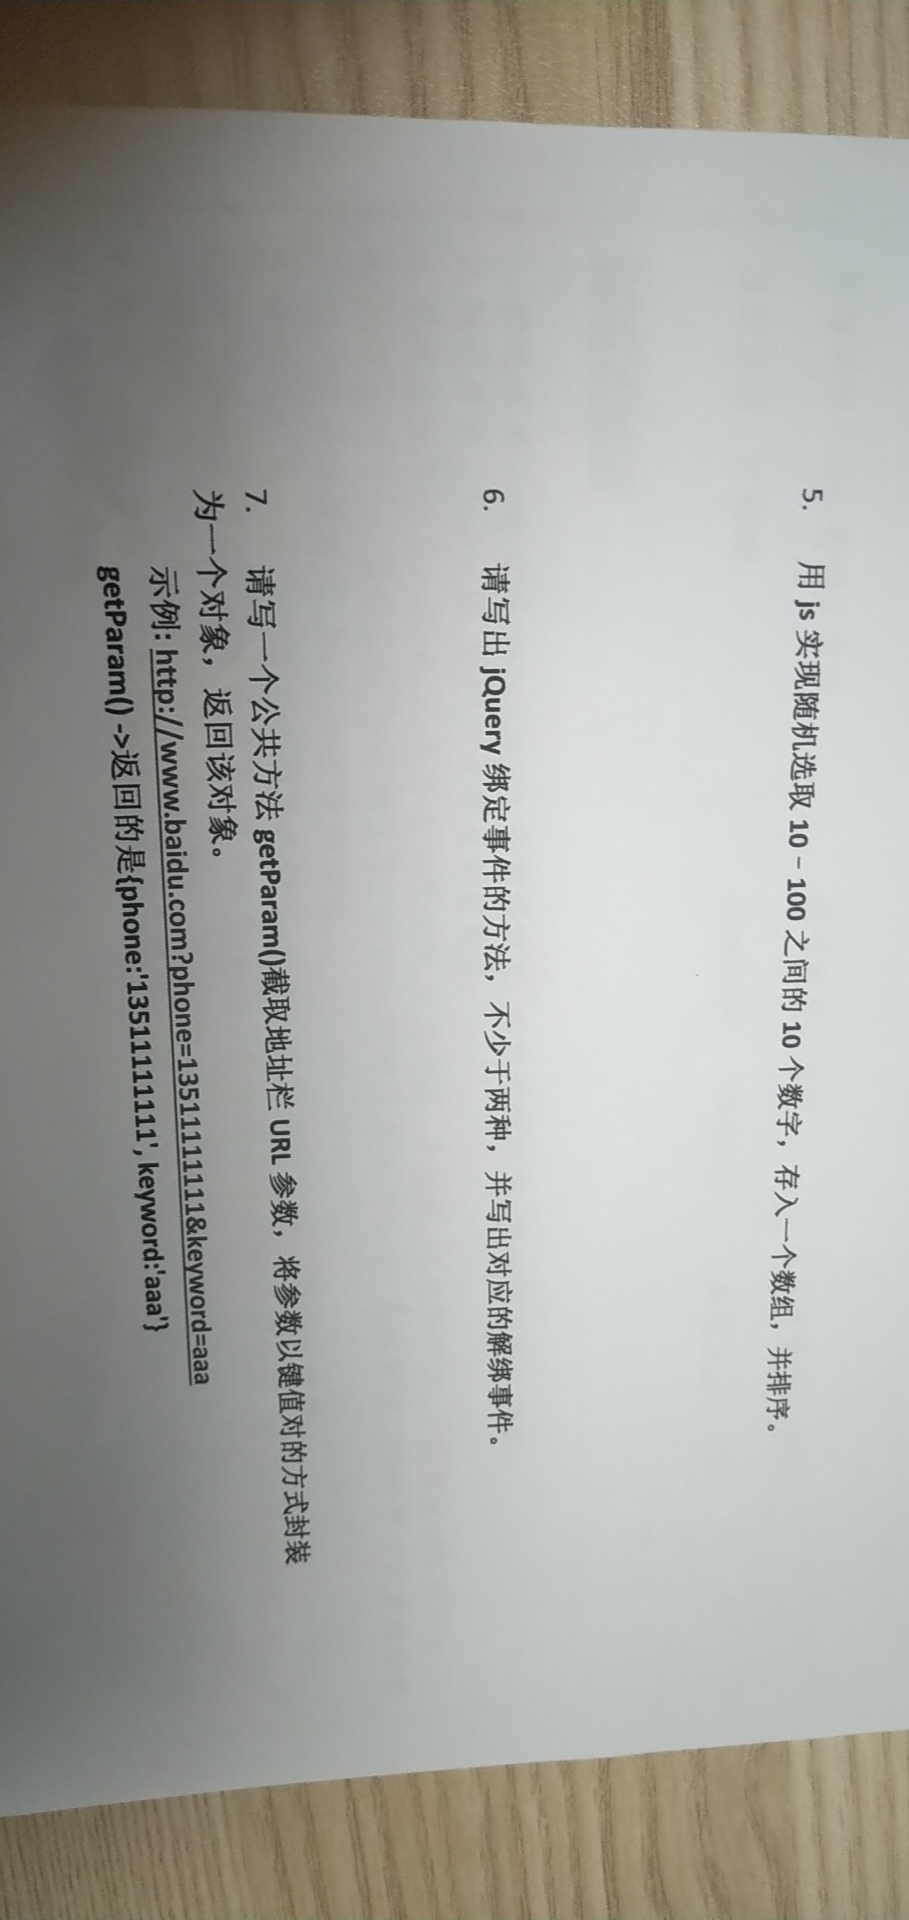 5. 用 js 实现随机选取 10－100 之间的 10 个数字，存入一个数组，并排序。
6. 请写出 jQuery 绑定事件的方法，不少于两种，并写出对应的解绑事件。
7. 请写一个公共方法 getParam()截取地址栏 URL 参数，将参数以键值对的方式封装
为一个对象，返回该对象。
示例: http://www.baidu.com?phone=1351111111&keyword=aaa
getParam() ->返回的是{phone:'1351111111', keyword:'aaa'}